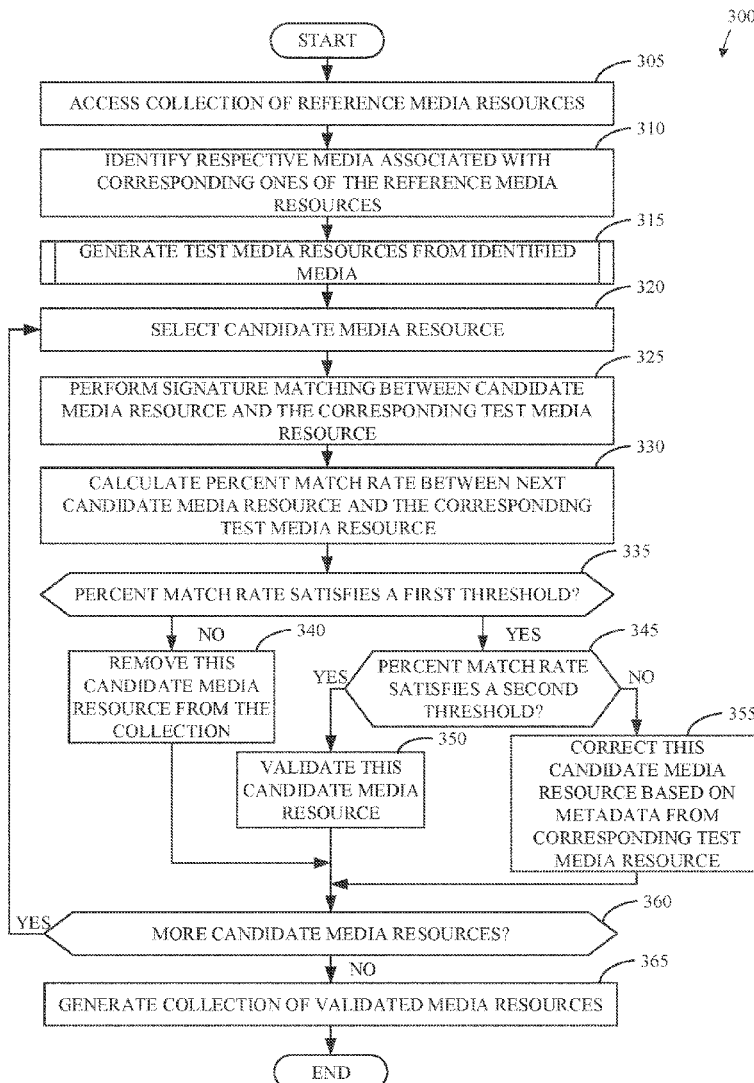 300
START
305
ACCESS COLLECTION OF REFERENCE MEDIA RESOURCES
310
IDENTIFY RESPECTIVE MEDIA ASSOCIATED WITH
CORRESPONDING ONES OF THE REFERENCE MEDIA
RESOURCES
315
GENERATE TEST MEDIA RESOURCES FROM IDENTIFIED
MEDIA
320
SELECT CANDIDATE MEDIA RESOURCE
325
PERFORM SIGNATURE MATCHING BETWEEN CANDIDATE
MEDIA RESOURCE AND THE CORRESPONDING TEST MEDIA
RESOURCE
330
CALCULATE PERCENT MATCH RATE BETWEEN NEXT
CANDIDATE MEDIA RESOURCE AND THE CORRESPONDING
TEST MEDIA RESOURCE
335
PERCENT MATCH RATE SATISFIES A FIRST THRESHOLD?
NO
340
REMOVE THIS
CANDIDATE MEDIA
RESOURCE FROM THE
COLLECTION
YES
345
PERCENT MATCH RATE
SATISFIES A SECOND
THRESHOLD?
YES
NO
350
VALIDATE THIS
CANDIDATE MEDIA
RESOURCE
355
CORRECT THIS
CANDIDATE MEDIA
RESOURCE BASED ON
METADATA FROM
CORRESPONDING TEST
MEDIA RESOURCE
360
YES
MORE CANDIDATE MEDIA RESOURCES?
NO
365
GENERATE COLLECTION OF VALIDATED MEDIA RESOURCES
END